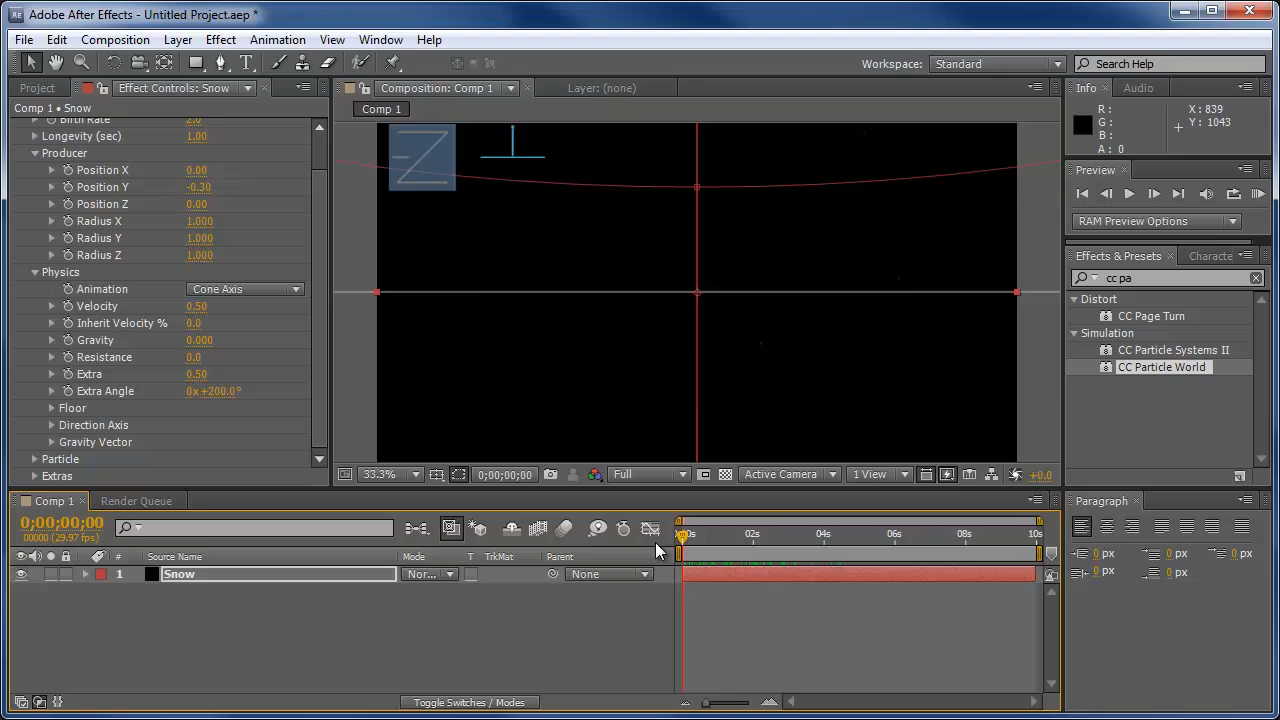 Adobe After Effects - Untitled Project.aep *
File Edit Composition Layer Effect Animation View Window Help
Workspace: Standard Search Help
Project Effect Controls: Snow
Comp 1 • Snow
Birth Rate 2.0
Longevity (sec) 1.00
Producer
Position X 0.00
Position Y -0.30
Position Z 0.00
Radius X 1.000
Radius Y 1.000
Radius Z 1.000
Physics
Animation Cone Axis
Velocity 0.50
Inherit Velocity % 0.0
Gravity 0.000
Resistance 0.0
Extra 0.50
Extra Angle 0x+200.0°
Floor
Direction Axis
Gravity Vector
Particle
Extras
Composition: Comp 1 Layer: (none)
Comp 1
33.3% 0;00;00;00 Full Active Camera 1 View +0.0
Info Audio
R: X: 839
G: Y: 1043
B:
A: 0
Preview
RAM Preview Options
Effects & Presets Characte
cc pa
Distort
CC Page Turn
Simulation
CC Particle Systems II
CC Particle World
Comp 1 Render Queue
0;00;00;00
00000 (29.97 fps)
02s 04s 06s 08s 10s
# Source Name Mode T TrkMat Parent
1 Snow Nor... None
Toggle Switches / Modes
Paragraph
0 px 0 px 0 px
0 px 0 px